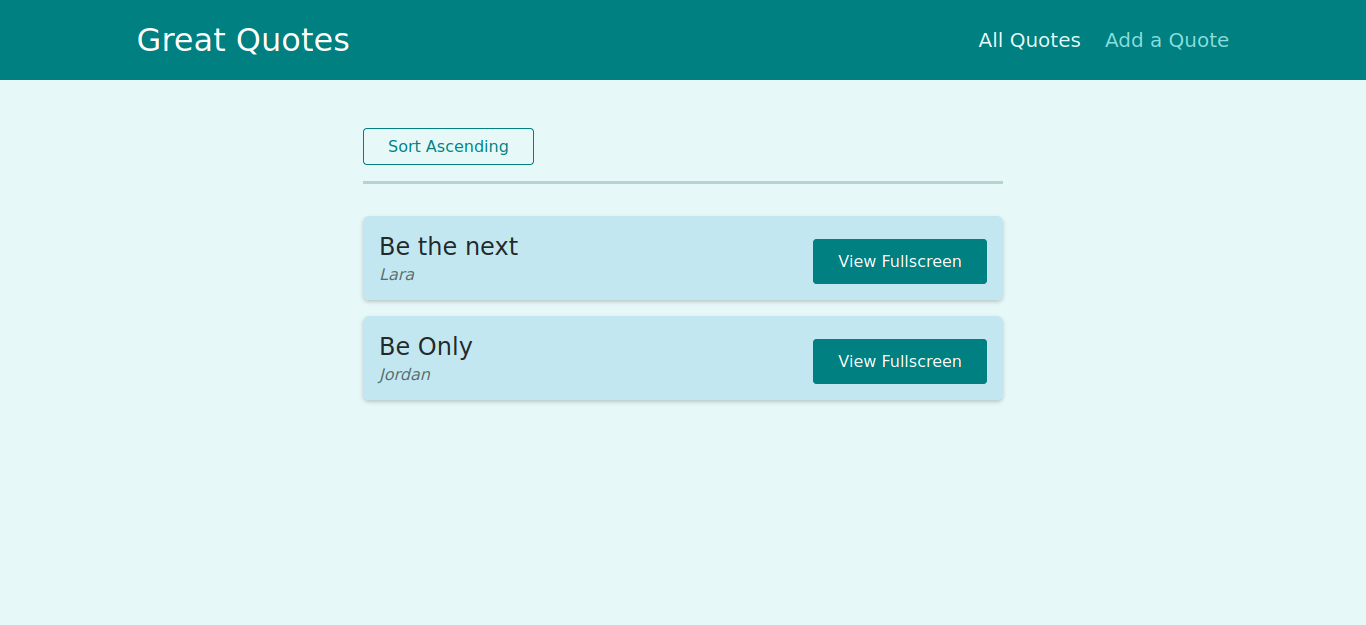 Great Quotes
All Quotes
Add a Quote
Sort Ascending
Be the next
Lara
View Fullscreen
Be Only
Jordan
View Fullscreen